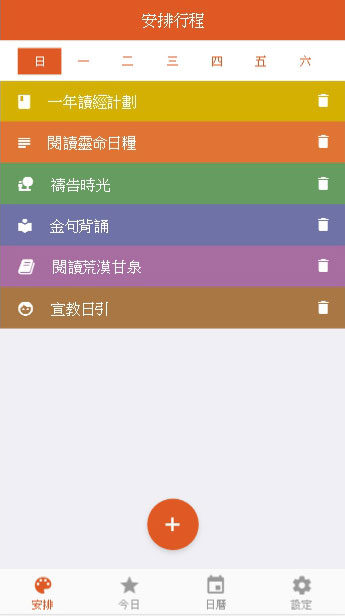 安排行程
日 一 二 三 四 五 六
一年讀經計劃
閱讀靈命日糧
禱告時光
金句背誦
閱讀荒漠甘泉
宣教日引
安排 今日 日曆 設定